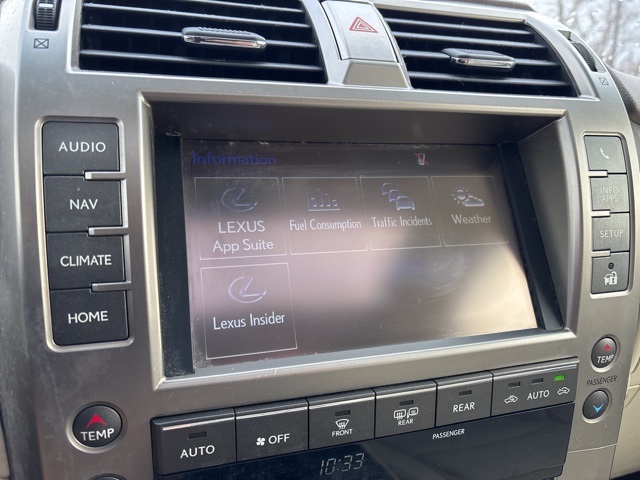 AUDIO
NAV
CLIMATE
HOME
Information
LEXUS
App Suite
Fuel Consumption
Traffic Incidents
Weather
Lexus Insider
INFO
APPS
SETUP
TEMP
TEMP
PASSENGER
AUTO
OFF
FRONT
REAR
REAR
AUTO
PASSENGER
10:33